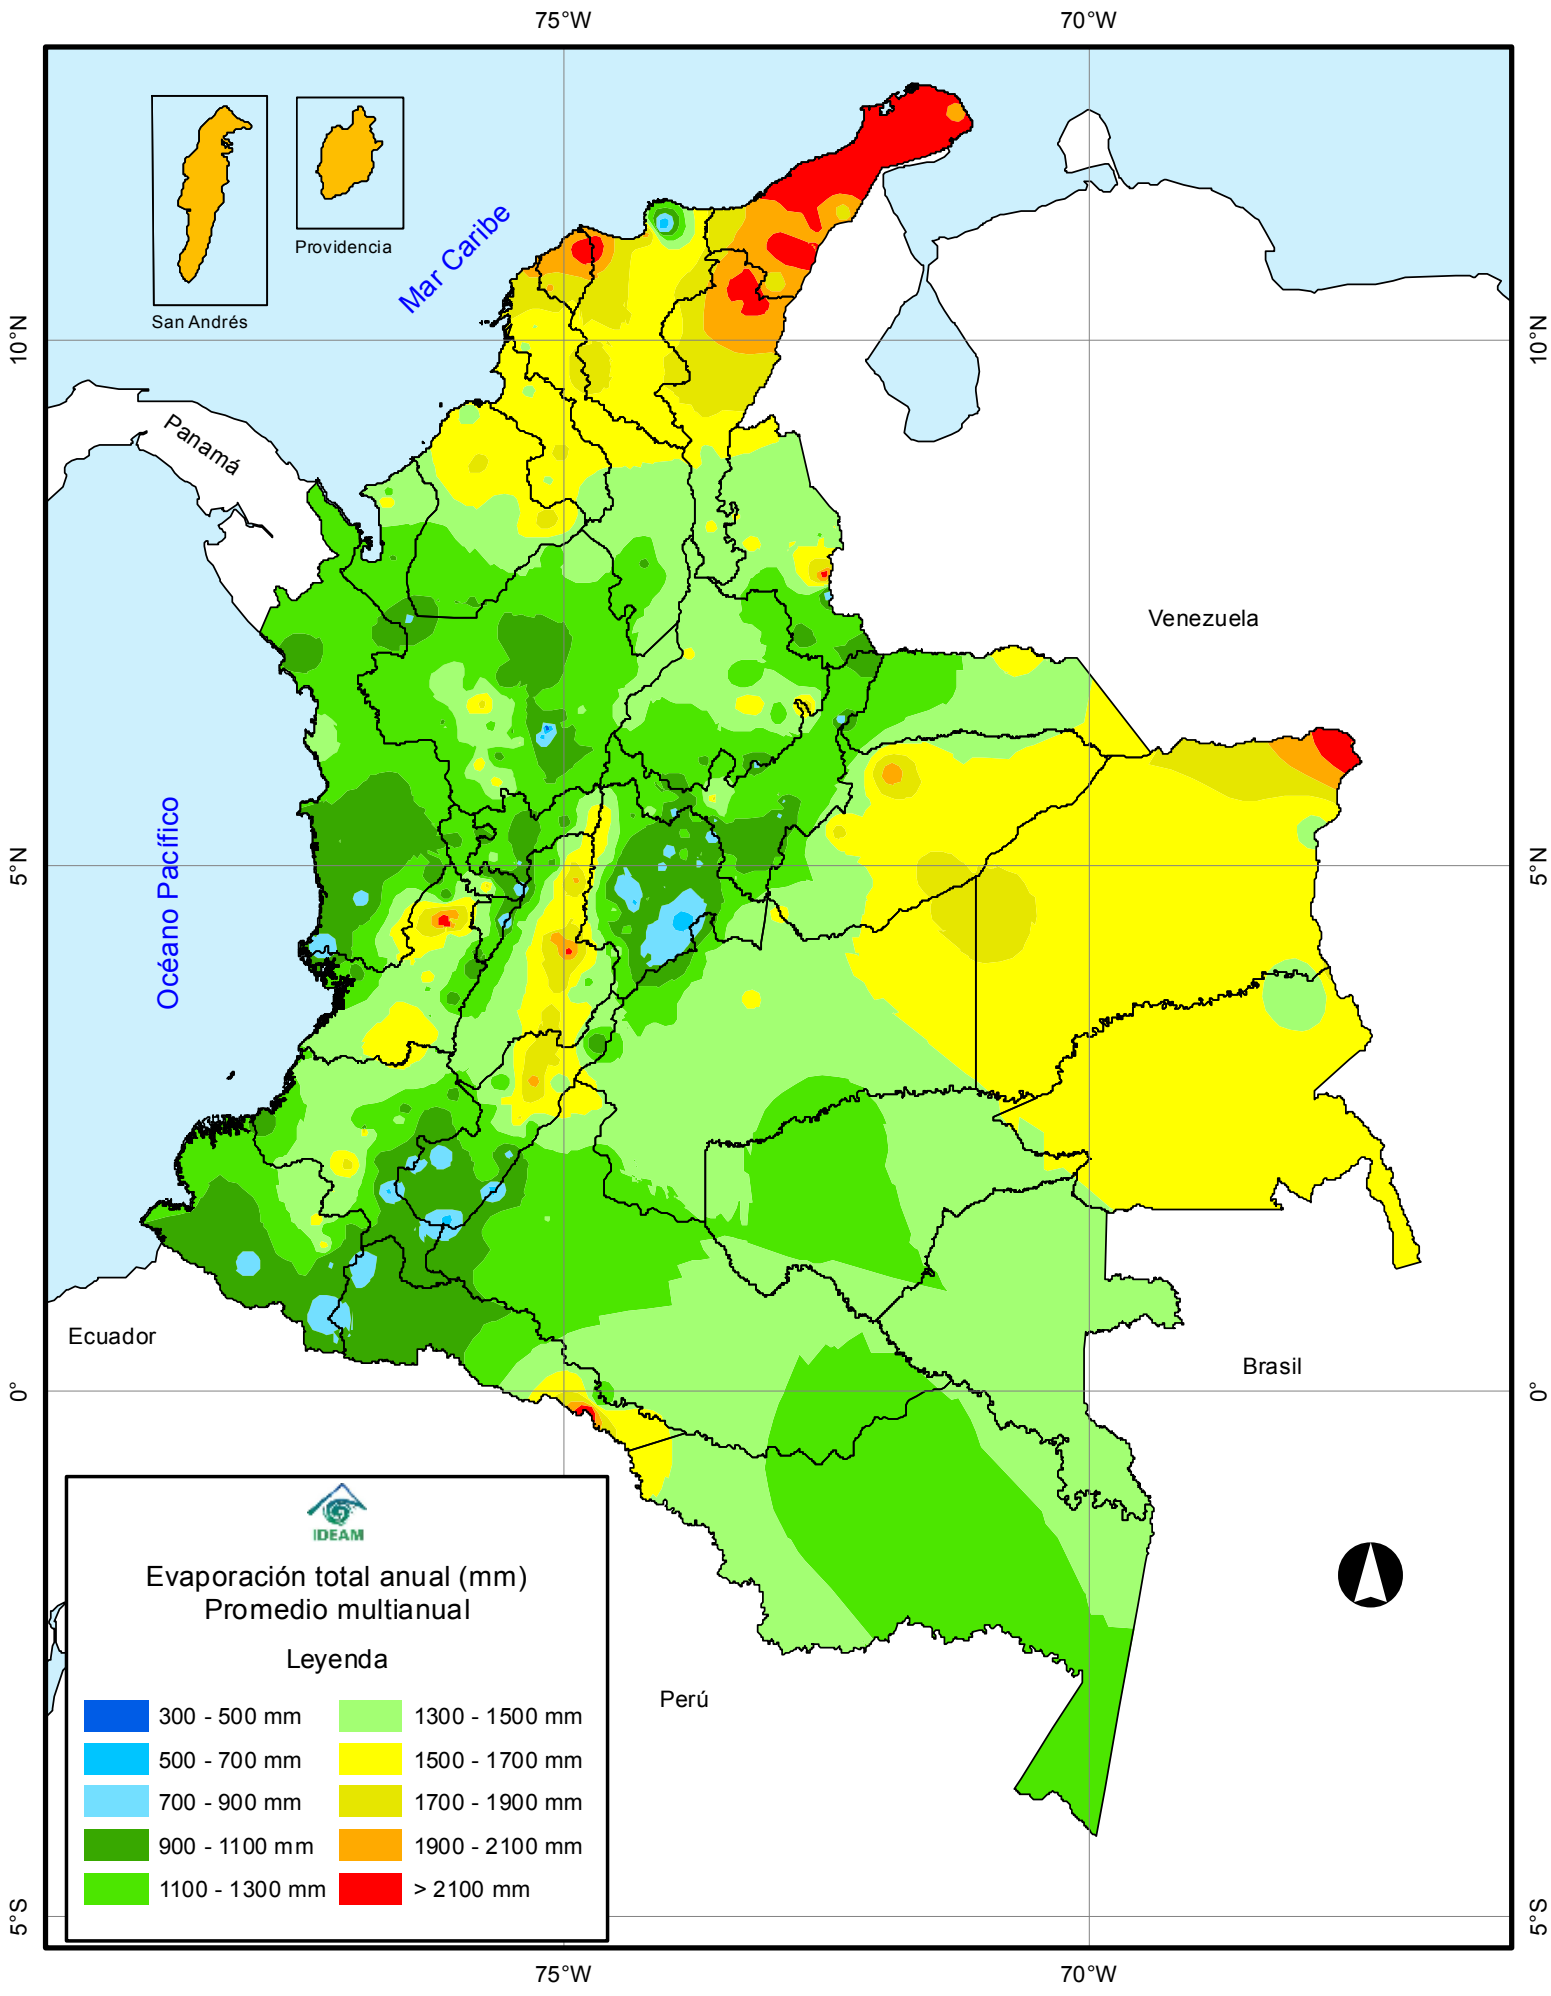 75°W
70°W
San Andrés
Providencia
Mar Caribe
10°N
10°N
Panamá
Venezuela
Océano Pacífico
5°N
5°N
Ecuador
Brasil
0°
0°
IDEAM
Evaporación total anual (mm)
Promedio multianual
Leyenda
300 - 500 mm
500 - 700 mm
700 - 900 mm
900 - 1100 mm
1100 - 1300 mm
1300 - 1500 mm
1500 - 1700 mm
1700 - 1900 mm
1900 - 2100 mm
> 2100 mm
Perú
5°S
5°S
75°W
70°W